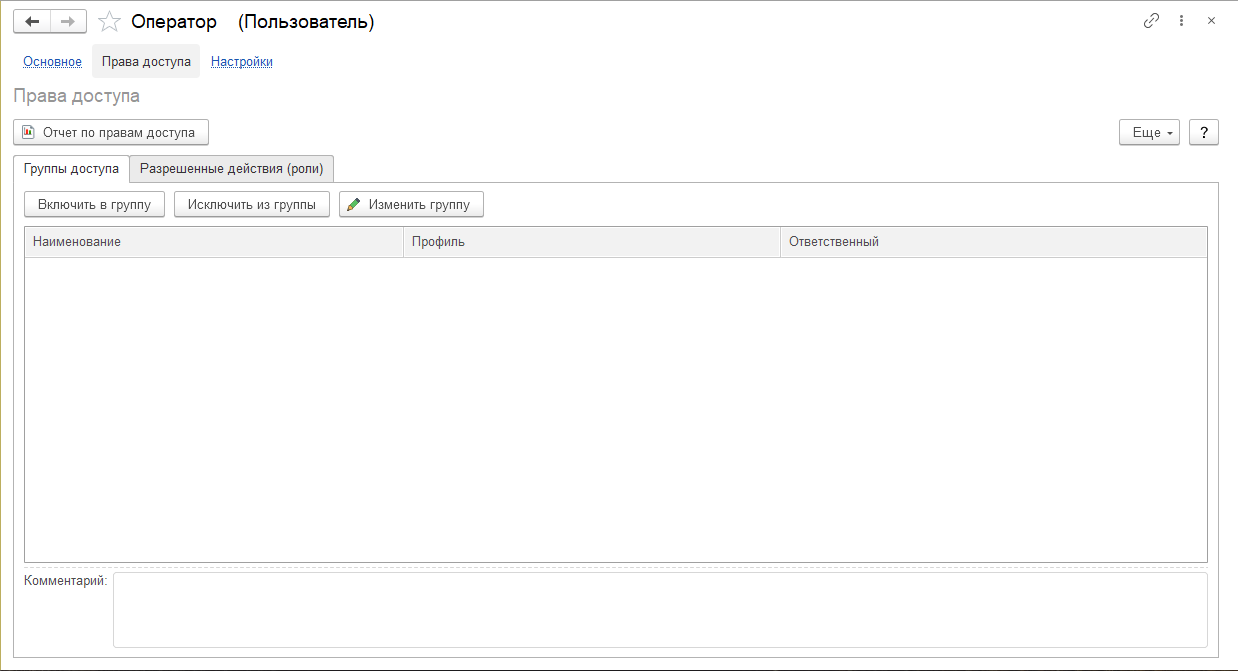 Оператор (Пользователь)
Основное Права доступа Настройки
Права доступа
Отчет по правам доступа Еще ?
Группы доступа Разрешенные действия (роли)
Включить в группу Исключить из группы Изменить группу
Наименование Профиль Ответственный
Комментарий: